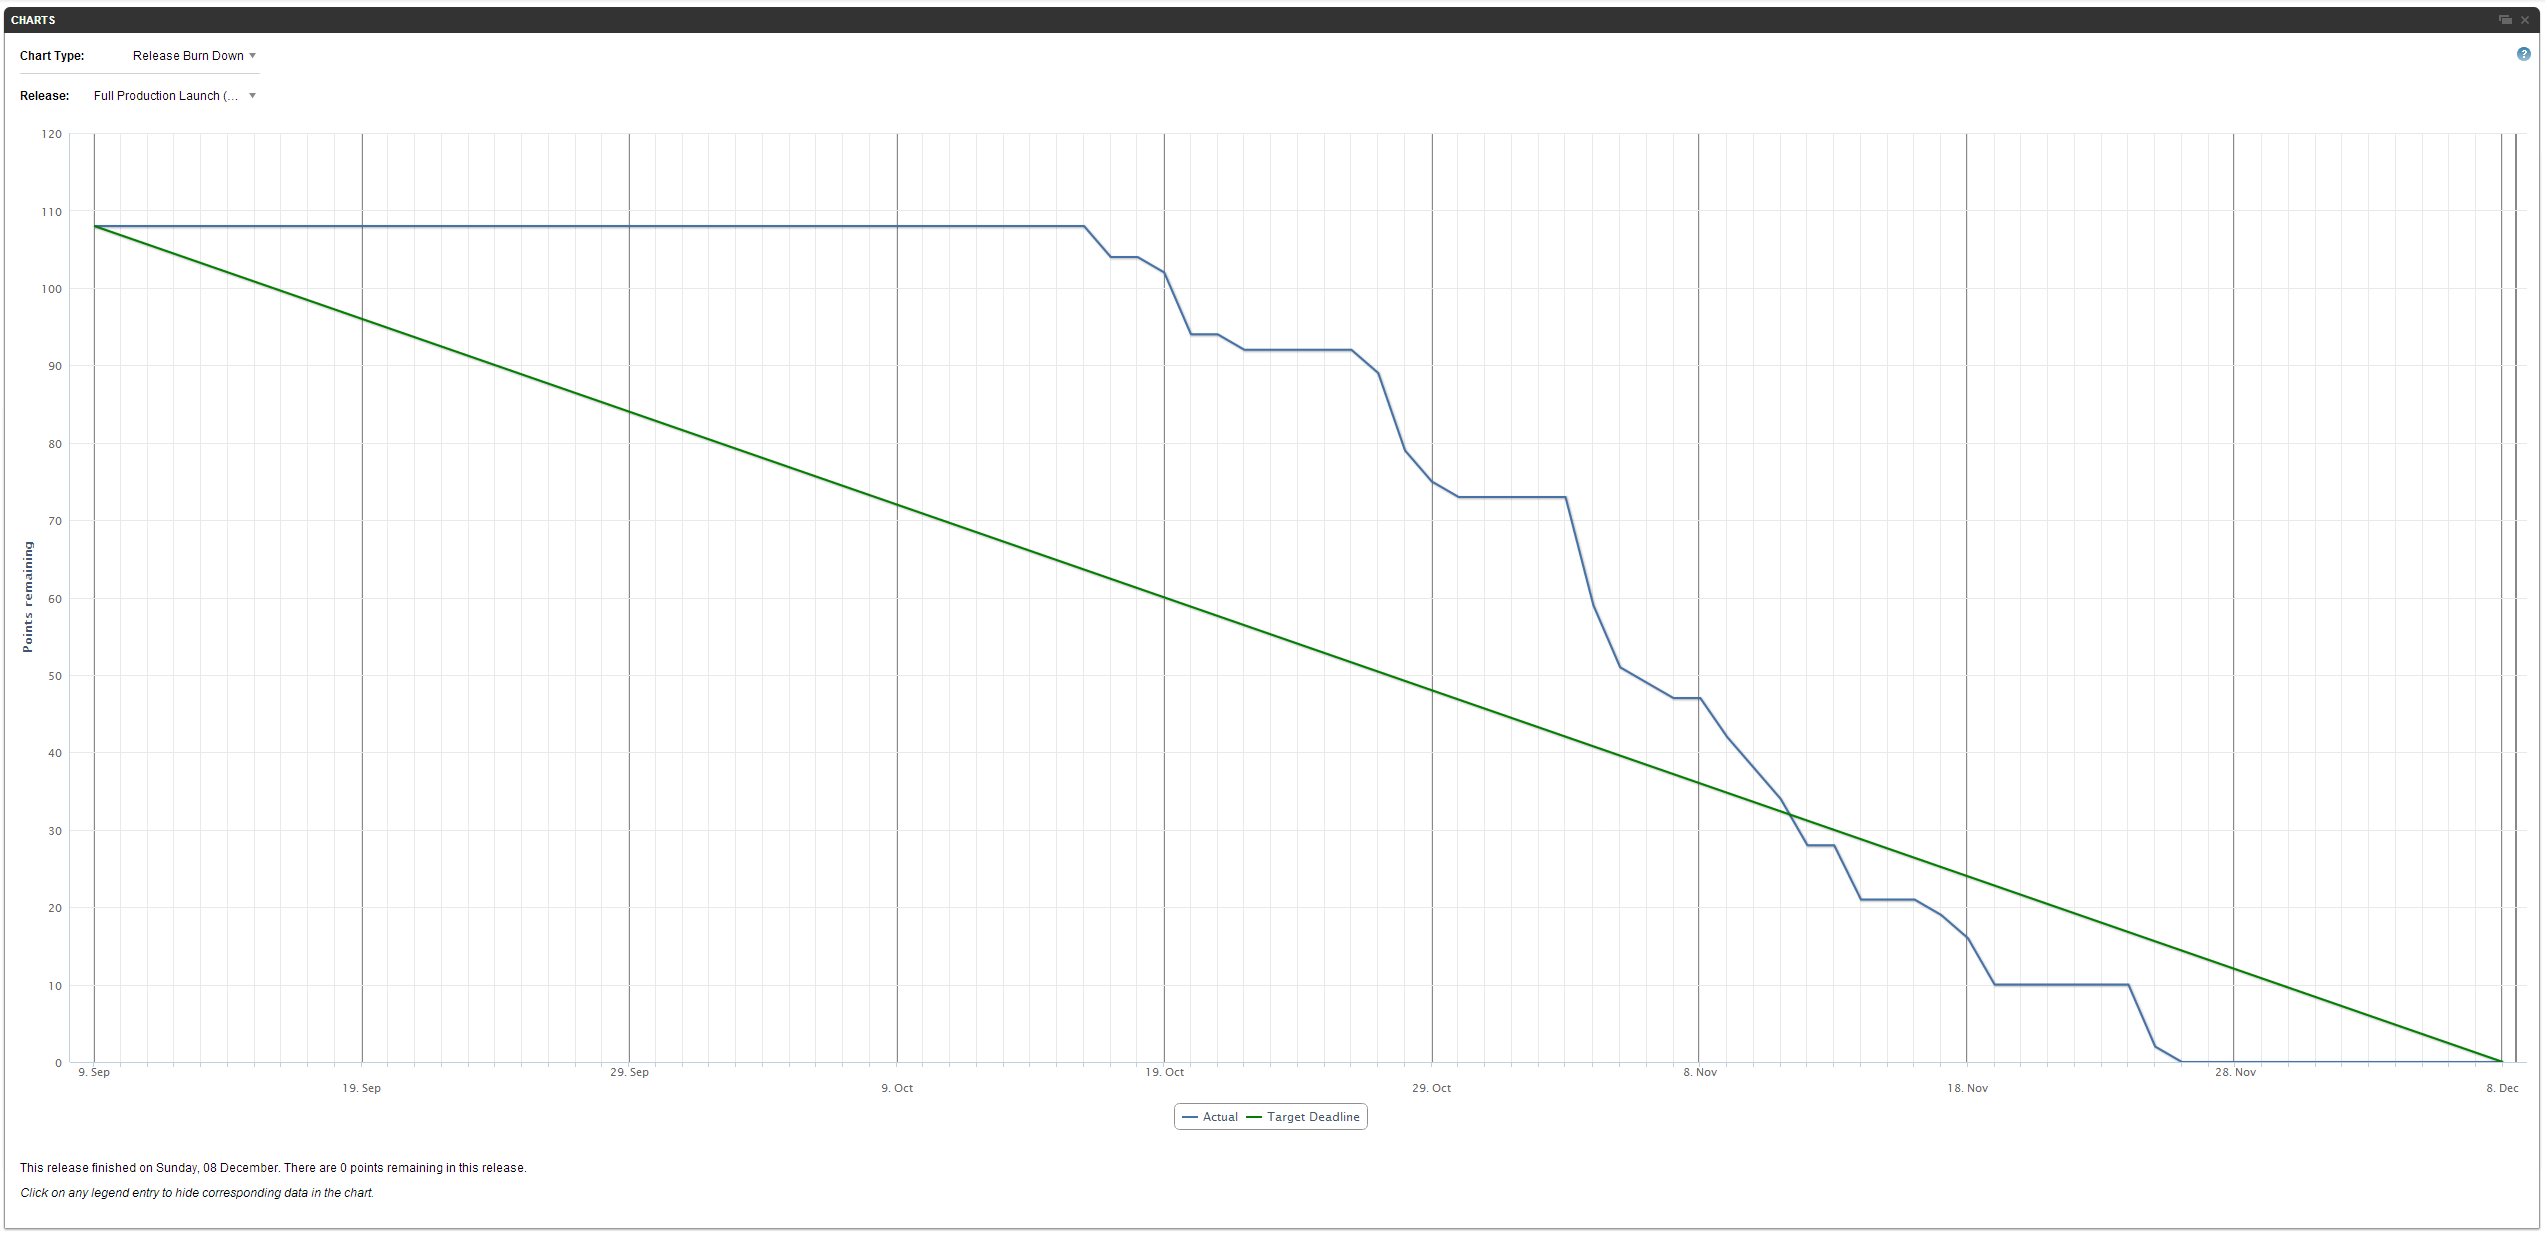 CHARTS
Chart Type: Release Burn Down
Release: Full Production Launch (...
120
110
100
90
80
70
60
50
40
30
20
10
0
Points remaining
9. Sep
19. Sep
29. Sep
9. Oct
19. Oct
29. Oct
8. Nov
18. Nov
28. Nov
8. Dec
Actual Target Deadline
This release finished on Sunday, 08 December. There are 0 points remaining in this release.
Click on any legend entry to hide corresponding data in the chart.